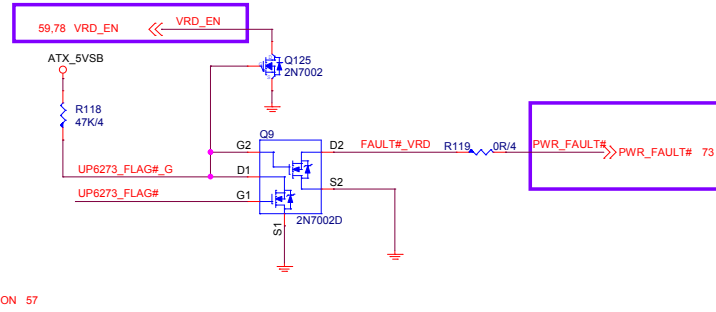 59,78 VRD_EN
VRD_EN
ATX_5VSB
Q125
2N7002
R118
47K/4
Q9
G2
D2
FAULT#_VRD
R119
0R/4
PWR_FAULT#
PWR_FAULT# 73
UP6273_FLAG#_G
D1
S2
UP6273_FLAG#
G1
2N7002D
S1
ON 57